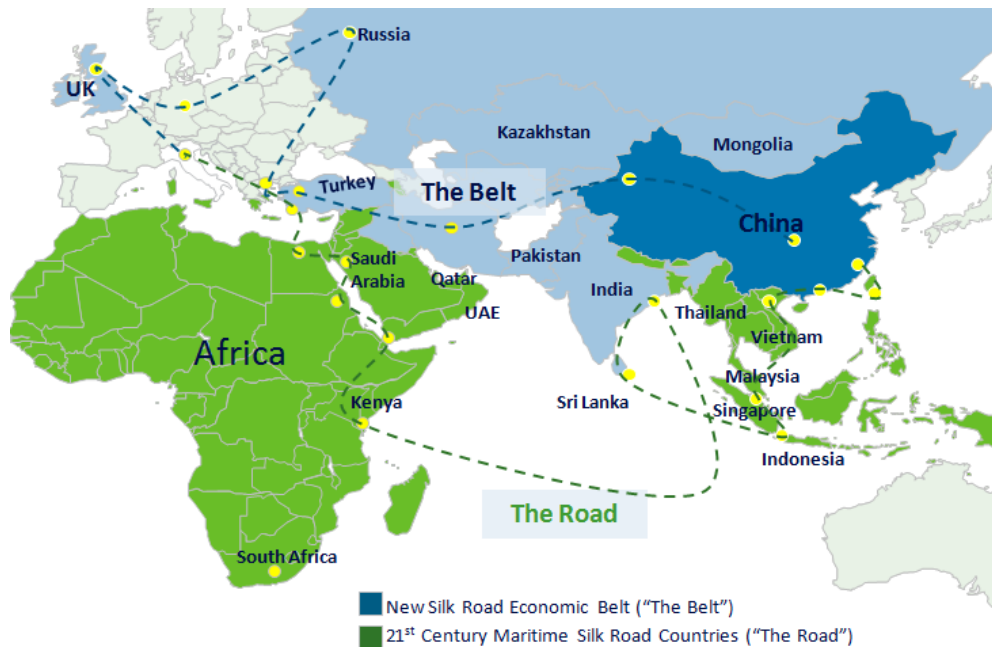 Russia
UK
Kazakhstan
Mongolia
Turkey
The Belt
China
Pakistan
Saudi
Arabia
Qatar
India
UAE
Thailand
Vietnam
Africa
Malaysia
Kenya
Sri Lanka
Singapore
Indonesia
The Road
South Africa
New Silk Road Economic Belt (“The Belt”)
21st Century Maritime Silk Road Countries (“The Road”)